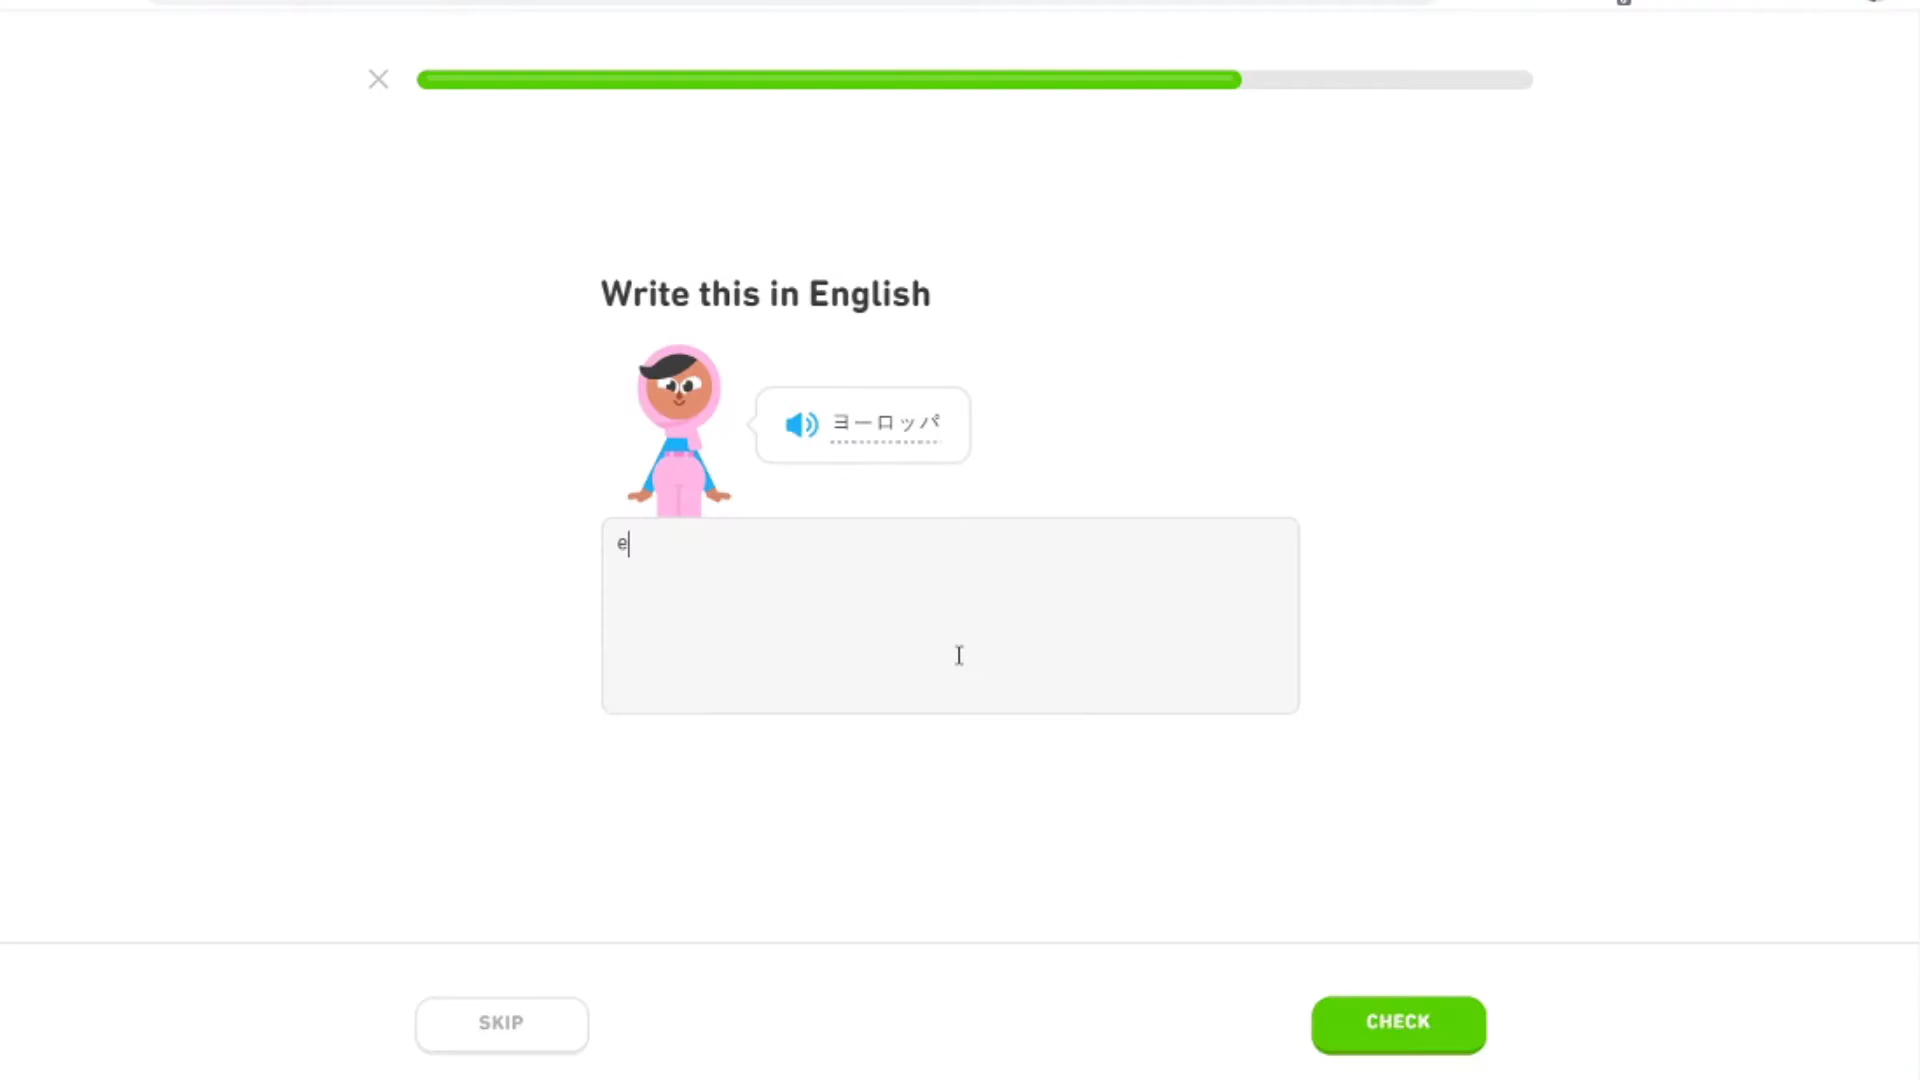 Write this in English
ヨーロッパ
e
SKIP
CHECK